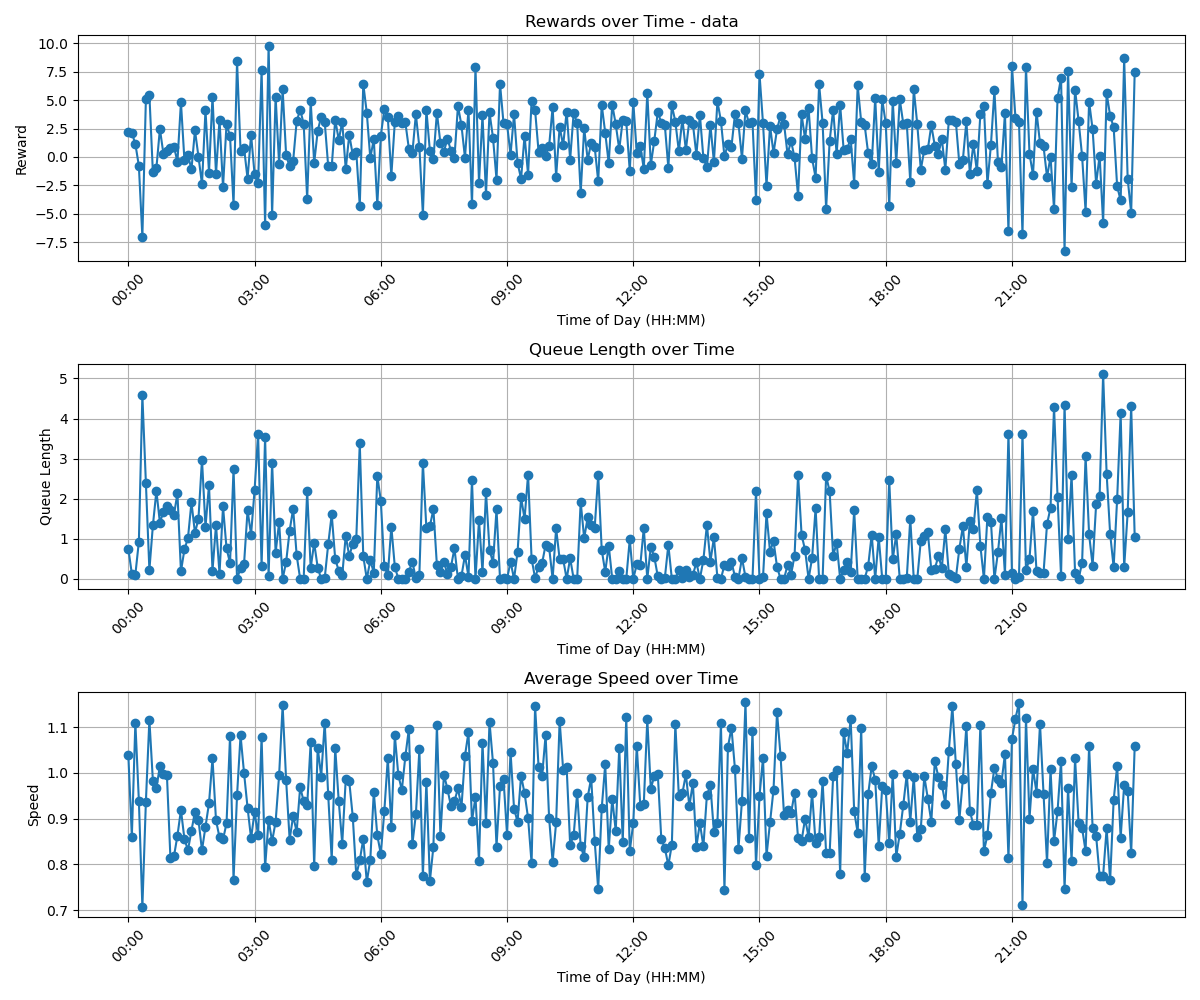 Rewards over Time - data
10.0
7.5
5.0
2.5
0.0
−2.5
−5.0
−7.5
Reward
00:00 03:00 06:00 09:00 12:00 15:00 18:00 21:00
Time of Day (HH:MM)
Queue Length over Time
5
4
3
2
1
0
Queue Length
00:00 03:00 06:00 09:00 12:00 15:00 18:00 21:00
Time of Day (HH:MM)
Average Speed over Time
1.1
1.0
0.9
0.8
0.7
Speed
00:00 03:00 06:00 09:00 12:00 15:00 18:00 21:00
Time of Day (HH:MM)